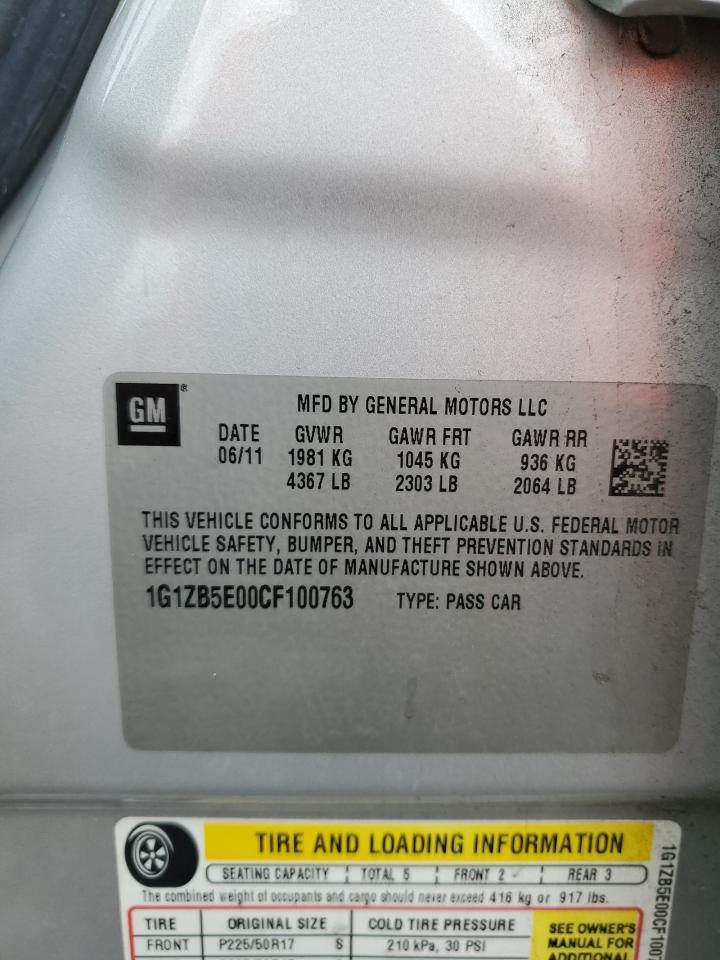 GM®
MFD BY GENERAL MOTORS LLC
DATE GVWR GAWR FRT GAWR RR
06/11 1981 KG 1045 KG 936 KG
4367 LB 2303 LB 2064 LB
THIS VEHICLE CONFORMS TO ALL APPLICABLE U.S. FEDERAL MOTOR
VEHICLE SAFETY, BUMPER, AND THEFT PREVENTION STANDARDS IN
EFFECT ON THE DATE OF MANUFACTURE SHOWN ABOVE.
1G1ZB5E00CF100763 TYPE: PASS CAR
TIRE AND LOADING INFORMATION
SEATING CAPACITY TOTAL 5 FRONT 2 REAR 3
The combined weight of occupants and cargo should never exceed 416 kg or 917 lbs.
TIRE ORIGINAL SIZE COLD TIRE PRESSURE SEE OWNER'S
FRONT P225/50R17 S 210 kPa, 30 PSI MANUAL FOR
ADDITIONAL
1G1ZB5E00CF1007